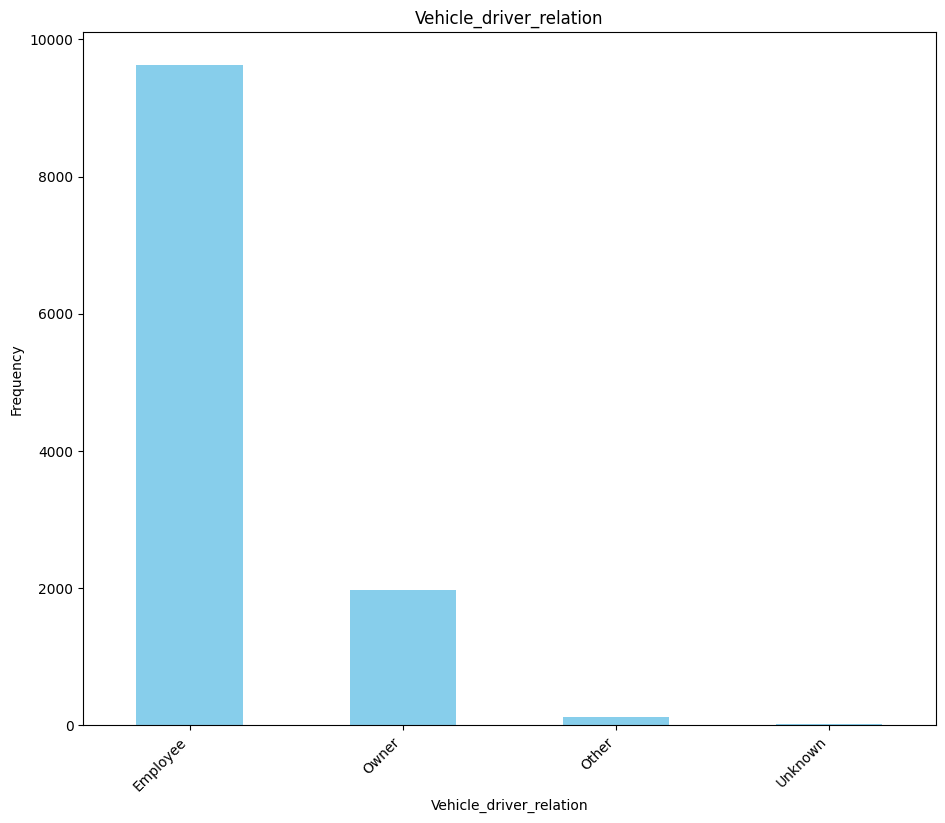 Vehicle_driver_relation
10000
8000
6000
4000
2000
0
Frequency
Employee
Owner
Other
Unknown
Vehicle_driver_relation